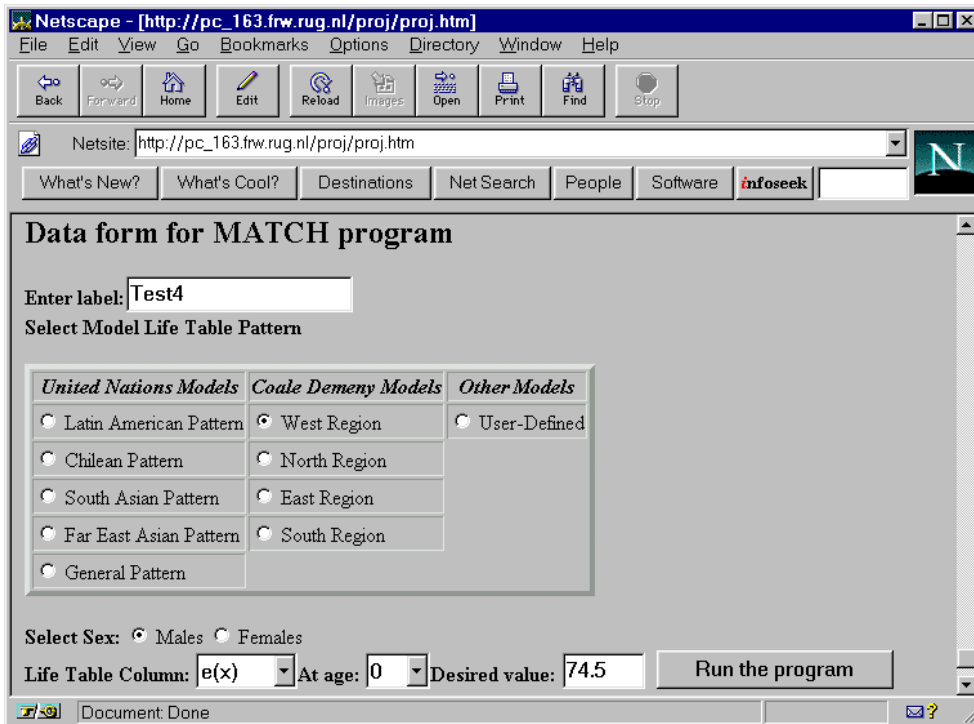 Netscape - [http://pc_163.frw.rug.nl/proj/proj.htm]
File Edit View Go Bookmarks Options Directory Window Help
Back Forward Home Edit Reload Images Open Print Find Stop
Netsite: http://pc_163.frw.rug.nl/proj/proj.htm
N
What's New? What's Cool? Destinations Net Search People Software infoseek
Data form for MATCH program
Enter label: Test4
Select Model Life Table Pattern
United Nations Models Coale Demeny Models Other Models
Latin American Pattern West Region User-Defined
Chilean Pattern North Region
South Asian Pattern East Region
Far East Asian Pattern South Region
General Pattern
Select Sex: Males Females
Life Table Column: e(x) At age: 0 Desired value: 74.5 Run the program
Document: Done ?